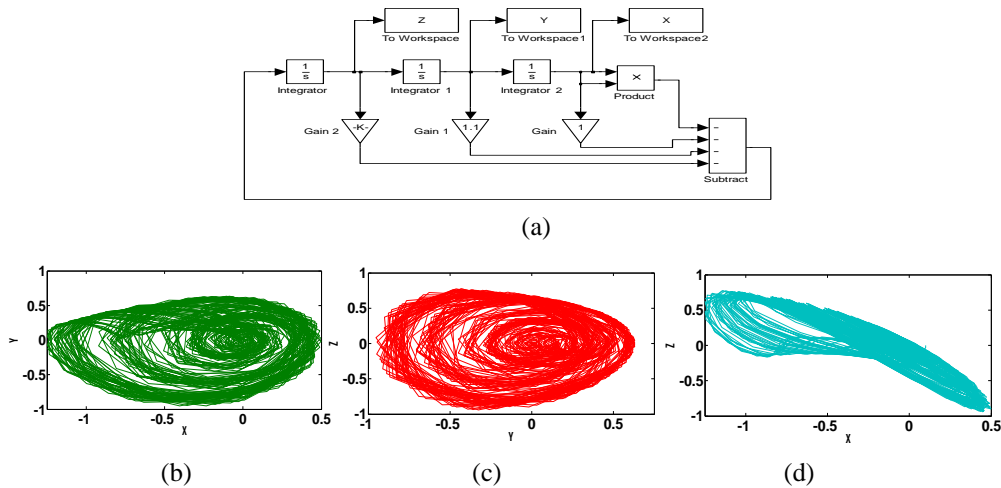 Z
Y
X
To Workspace
To Workspace1
To Workspace2
1
s
1
s
1
s
X
Integrator
Integrator 1
Integrator 2
Product
Gain 2
-K-
Gain 1
1.1
Gain
1
−
−
−
−
Subtract
(a)
1
0.5
0
-0.5
-1
Y
-1
-0.5
0
0.5
X
1
0.5
0
-0.5
-1
Z
-1
-0.5
0
0.5
Y
1
0.5
0
-0.5
-1
Z
-1
-0.5
0
0.5
X
(b)
(c)
(d)